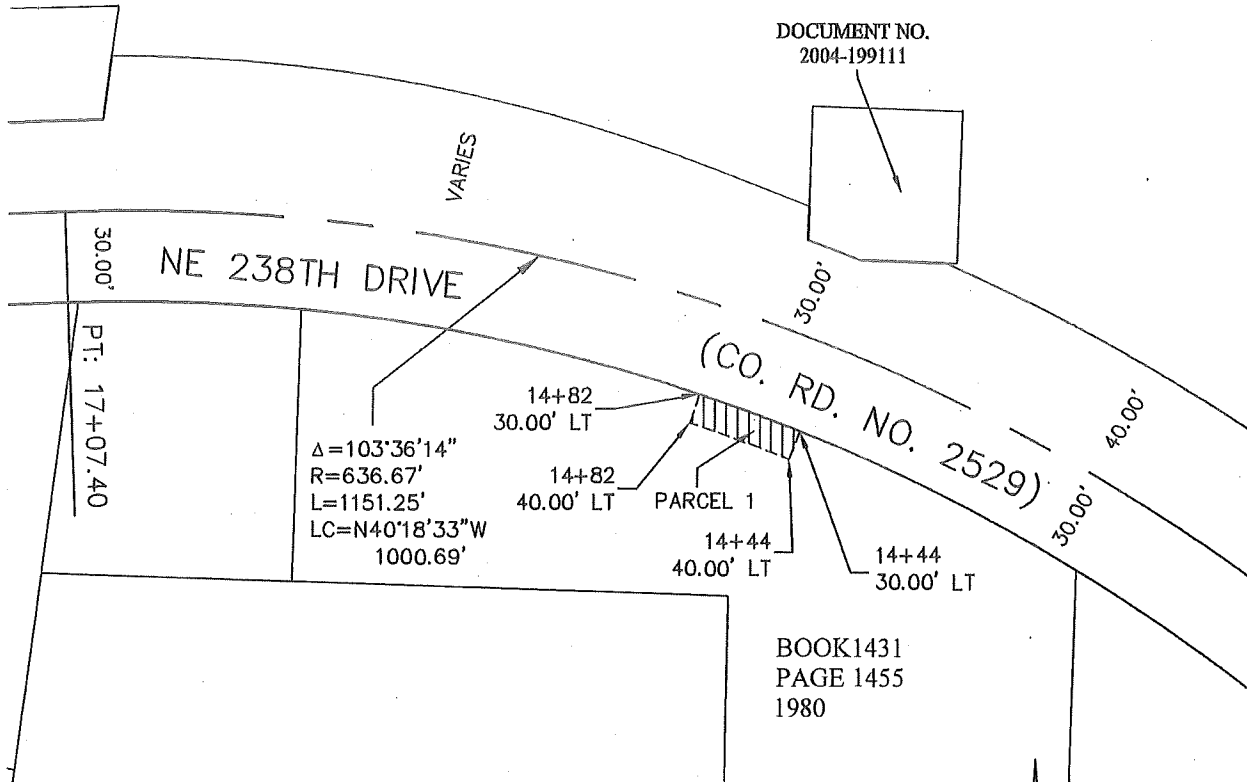 DOCUMENT NO.
2004-199111
VARIES
30.00'
NE 238TH DRIVE
30.00'
(CO. RD. NO. 2529)
40.00'
30.00'
PT: 17+07.40
Δ=103°36'14"
R=636.67'
L=1151.25'
LC=N40°18'33"W
1000.69'
14+82
30.00' LT
14+82
40.00' LT
PARCEL 1
14+44
40.00' LT
14+44
30.00' LT
BOOK1431
PAGE 1455
1980